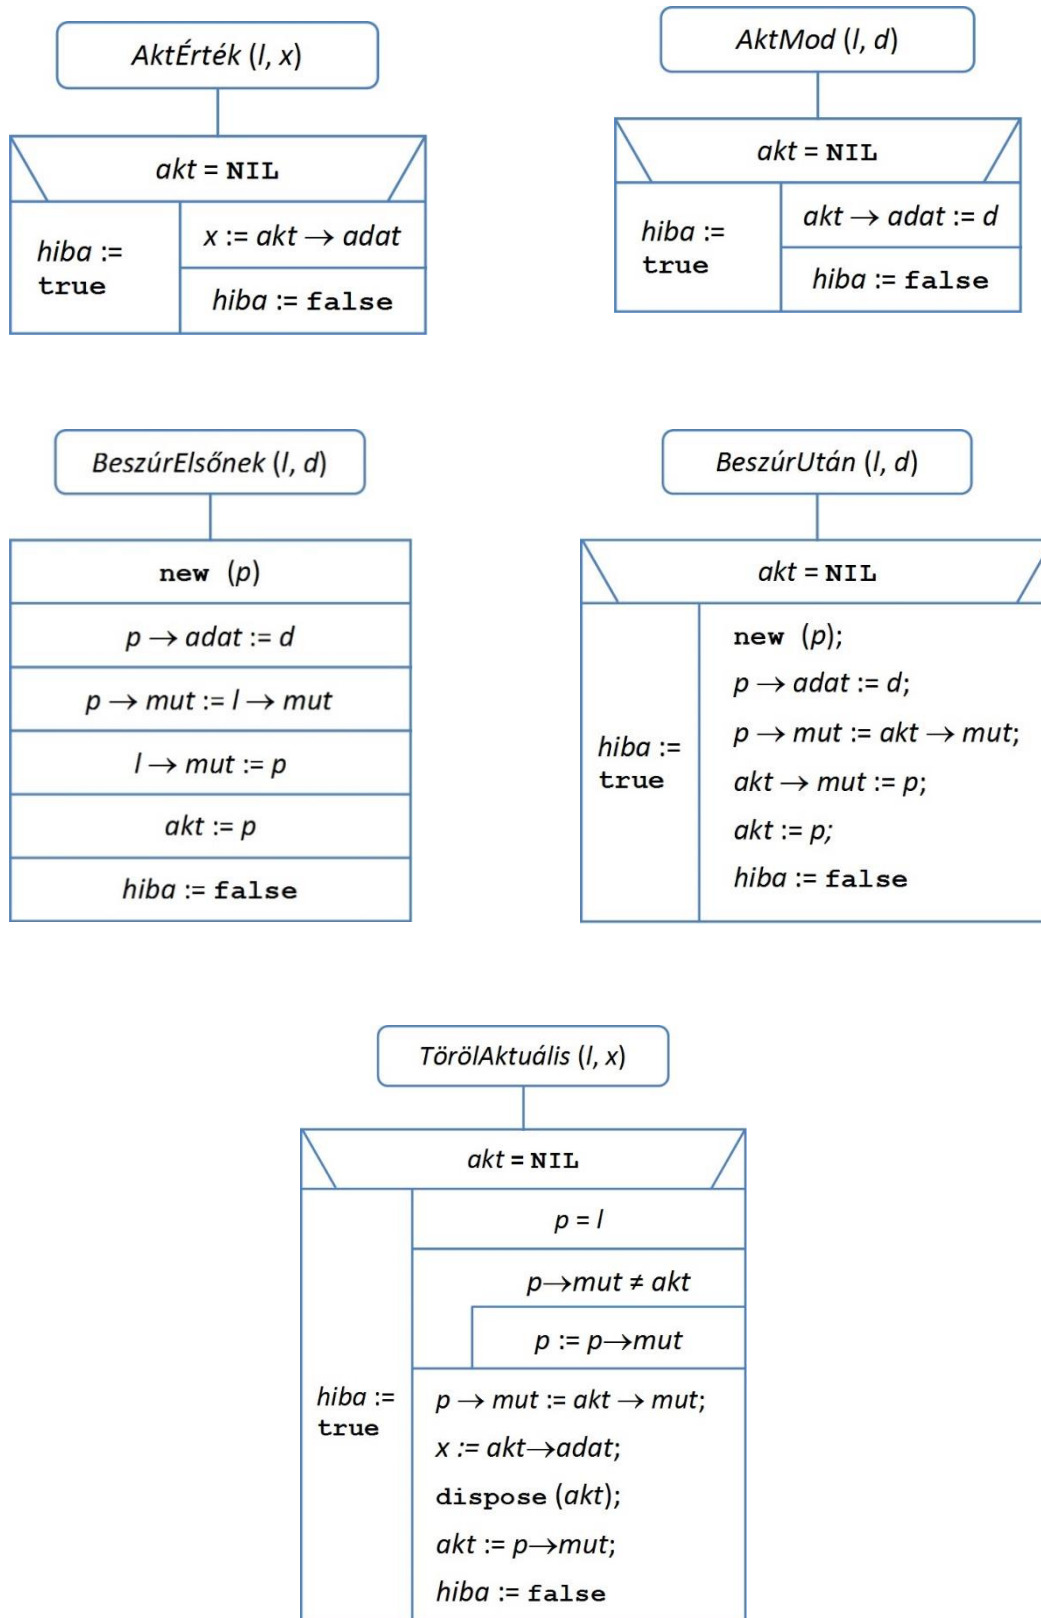 AktÉrték (l, x)
akt = NIL
hiba :=
true
x := akt → adat
hiba := false
AktMod (l, d)
akt = NIL
hiba :=
true
akt → adat := d
hiba := false
BeszúrElsőnek (l, d)
new (p)
p → adat := d
p → mut := l → mut
l → mut := p
akt := p
hiba := false
BeszúrUtán (l, d)
akt = NIL
hiba :=
true
new (p);
p → adat := d;
p → mut := akt → mut;
akt → mut := p;
akt := p;
hiba := false
TörölAktuális (l, x)
akt = NIL
hiba :=
true
p = l
p→mut ≠ akt
p := p→mut
p → mut := akt → mut;
x := akt→adat;
dispose (akt);
akt := p→mut;
hiba := false